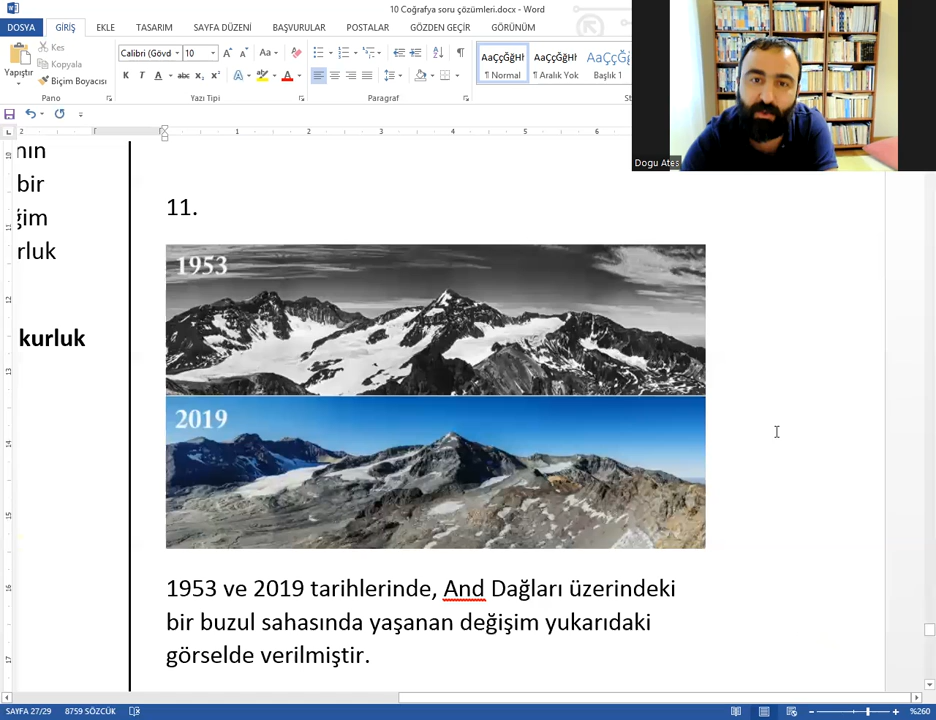 10 Coğrafya soru çözümleri.docx - Word
DOSYA GİRİŞ EKLE TASARIM SAYFA DÜZENİ BAŞVURULAR POSTALAR GÖZDEN GEÇİR GÖRÜNÜM
Kes
Kopyala
Biçim Boyacısı
Yapıştır
Calibri (Gövd 10
AaÇçĞğHł AaÇçĞğHł AaÇçĞ
¶ Normal ¶ Aralık Yok Başlık 1
Pano Yazı Tipi Paragraf
Dogu Ates
bir
ğim
rluk
kurluk
11.
1953
2019
1953 ve 2019 tarihlerinde, And Dağları üzerindeki
bir buzul sahasında yaşanan değişim yukarıdaki
görselde verilmiştir.
SAYFA 27/29 8759 SÖZCÜK %260